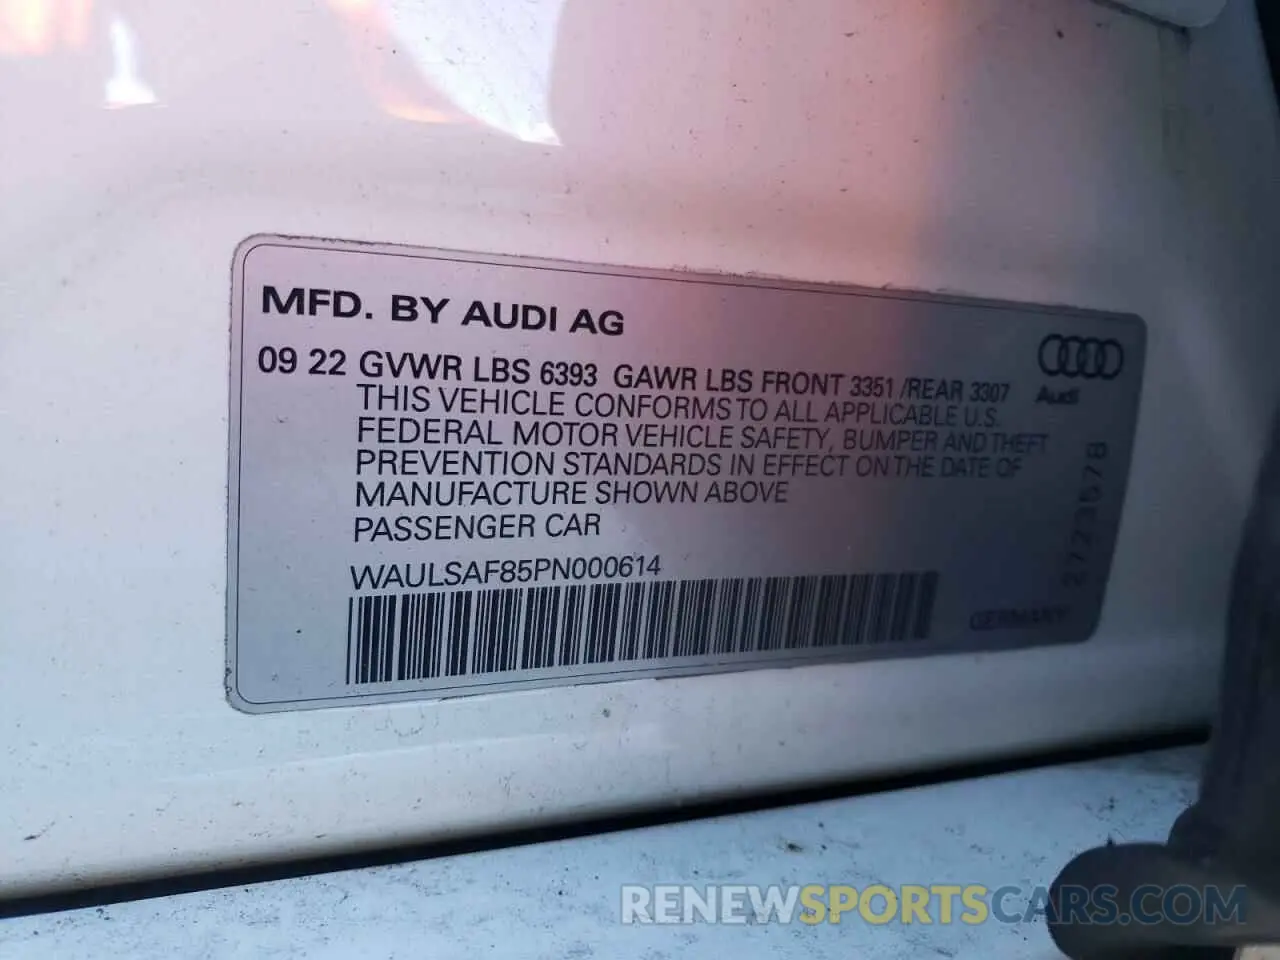 MFD. BY AUDI AG
09 22 GVWR LBS 6393 GAWR LBS FRONT 3351 /REAR 3307
THIS VEHICLE CONFORMS TO ALL APPLICABLE U.S.
FEDERAL MOTOR VEHICLE SAFETY, BUMPER AND THEFT
PREVENTION STANDARDS IN EFFECT ON THE DATE OF
MANUFACTURE SHOWN ABOVE
PASSENGER CAR
WAULSAF85PN000614
Audi
GERMANY
RENEWSPORTSCARS.COM